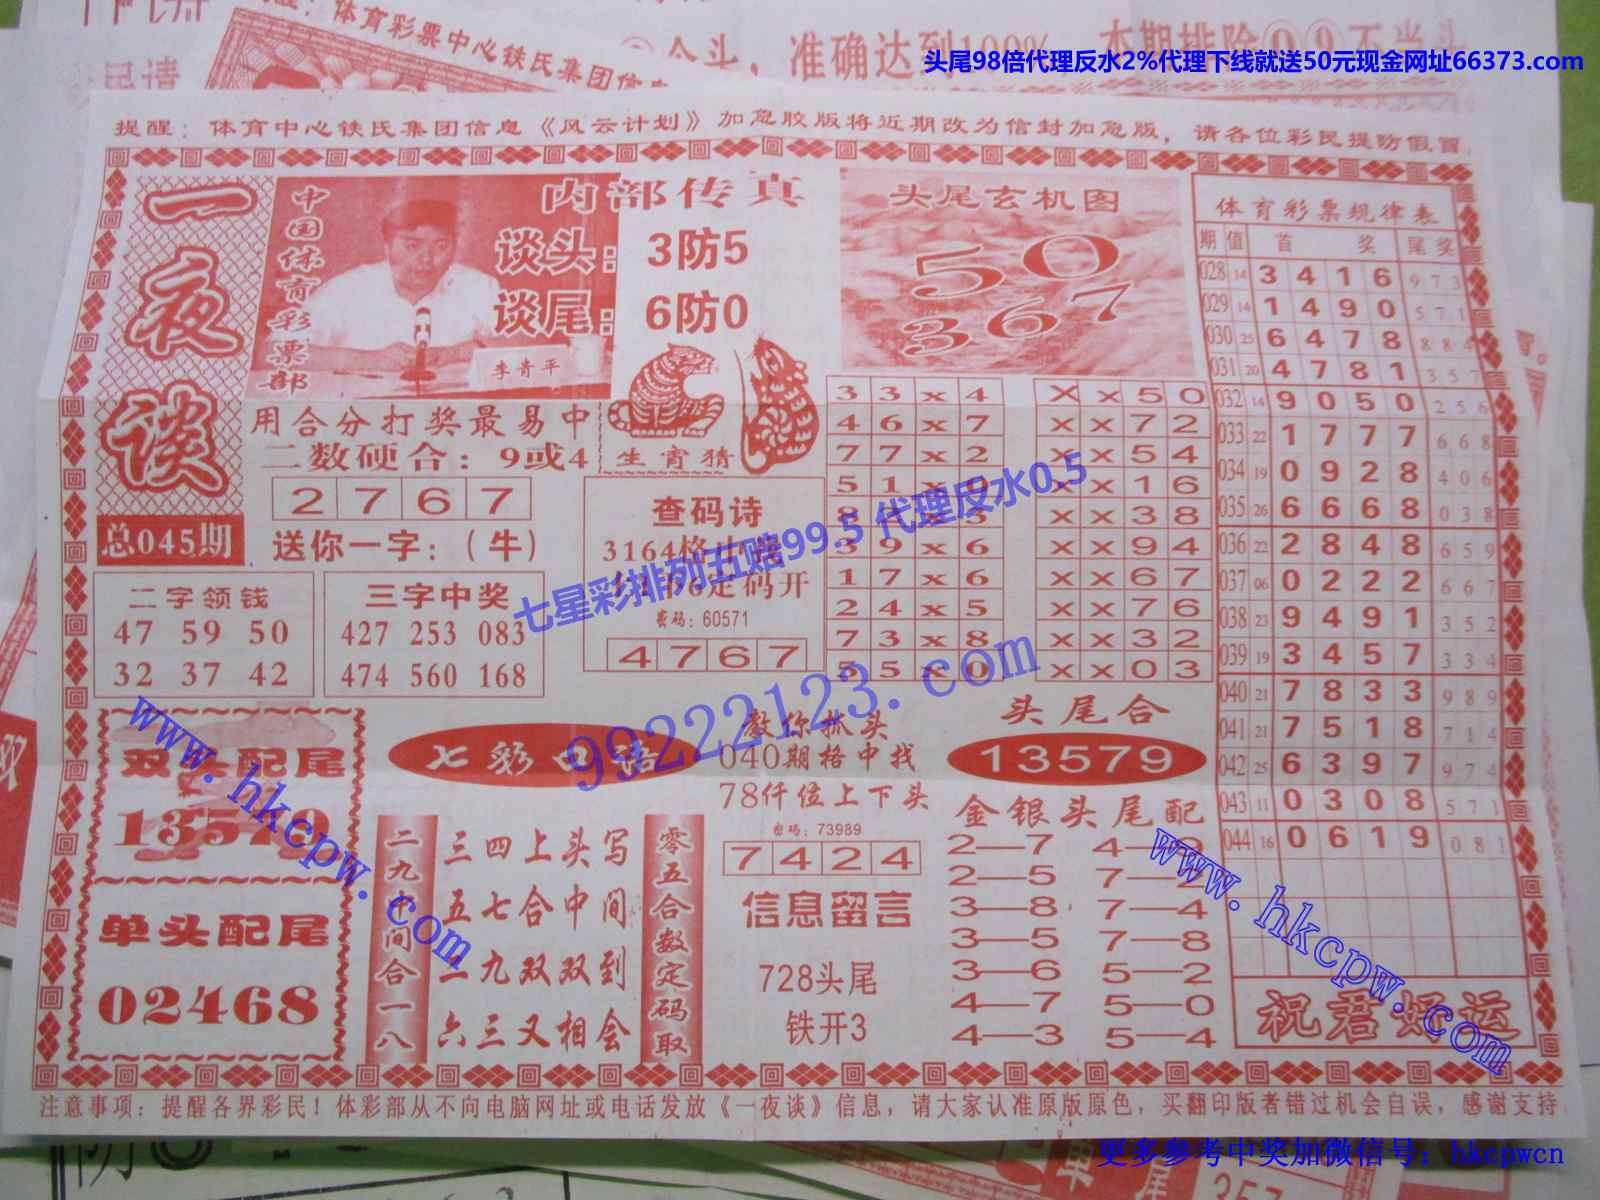 头尾98倍代理反水2%代理下线就送50元现金网址66373.com
体育彩票中心铁氏集团信息
准确达到100%
提醒：体育中心铁氏集团信息《风云计划》加急胶版将近期改为信封加急版，请各位彩民提防假冒
一夜谈
总045期
中国体育彩票部
内部传真
谈头：3防5
谈尾：6防0
李青平
用合分打奖最易中
二数硬合：9或4
2767
送你一字：（牛）
生宵猜
二字领钱
47 59 50
32 37 42
三字中奖
427 253 083
474 560 168
查码诗
密码：60571
4767
头尾玄机图
50
367
33x4 xx50
46x7 xx72
77x2 xx54
xx16
xx38
39x6 xx94
17x6 xx67
24x5 xx76
73x8 xx32
55x0 xx03
体育彩票规律表
期 值 首 奖 尾奖
028 14 3416 973
029 14 1490 571
030 25 6478 884
031 20 4781 357
032 14 9050 256
033 22 1777 668
034 19 0928 406
035 26 6668 038
036 22 2848 659
037 06 0222 667
038 23 9491 352
039 19 3457 334
040 21 7833 989
041 21 7518 714
042 25 6397 974
043 11 0308 571
044 16 0619 081
祝君好运
配尾
单头配尾
02468
七彩
二九中间合一八
三四上头写
五七合中间
二九双双到
六三又相会
零五合数定码取
教你抓头
040期格中找
78仟位上下头
密码：73989
7424
信息留言
728头尾
铁开3
头尾合
13579
金银头尾配
2—7
2—5
3—8 7—4
3—5 7—8
3—6 5—2
4—7 5—0
4—3 5—4
注意事项：提醒各界彩民！体彩部从不向电脑网址或电话发放《一夜谈》信息，请大家认准原版原色，买翻印版者错过机会自误，感谢支持
七星彩排列五赔99.5 代理反水0.5
99222123.com
www.hkcpw.com
www.hkcpw.com
更多参考中奖加微信号：hkcpwcn